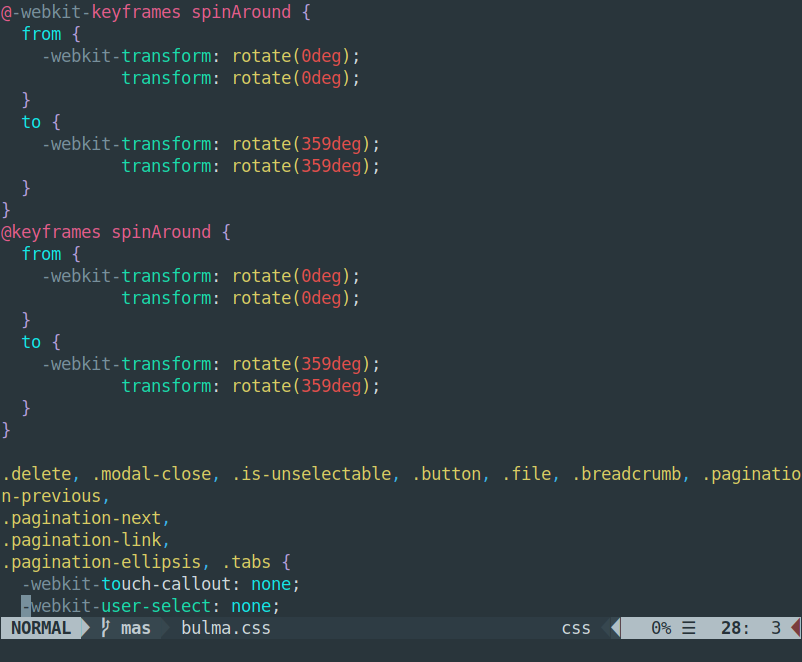 @-webkit-keyframes spinAround {
  from {
    -webkit-transform: rotate(0deg);
            transform: rotate(0deg);
  }
  to {
    -webkit-transform: rotate(359deg);
            transform: rotate(359deg);
  }
}
@keyframes spinAround {
  from {
    -webkit-transform: rotate(0deg);
            transform: rotate(0deg);
  }
  to {
    -webkit-transform: rotate(359deg);
            transform: rotate(359deg);
  }
}

.delete, .modal-close, .is-unselectable, .button, .file, .breadcrumb, .paginatio
n-previous,
.pagination-next,
.pagination-link,
.pagination-ellipsis, .tabs {
  -webkit-touch-callout: none;
  -webkit-user-select: none;
NORMAL mas bulma.css css 0% ☰ 28: 3